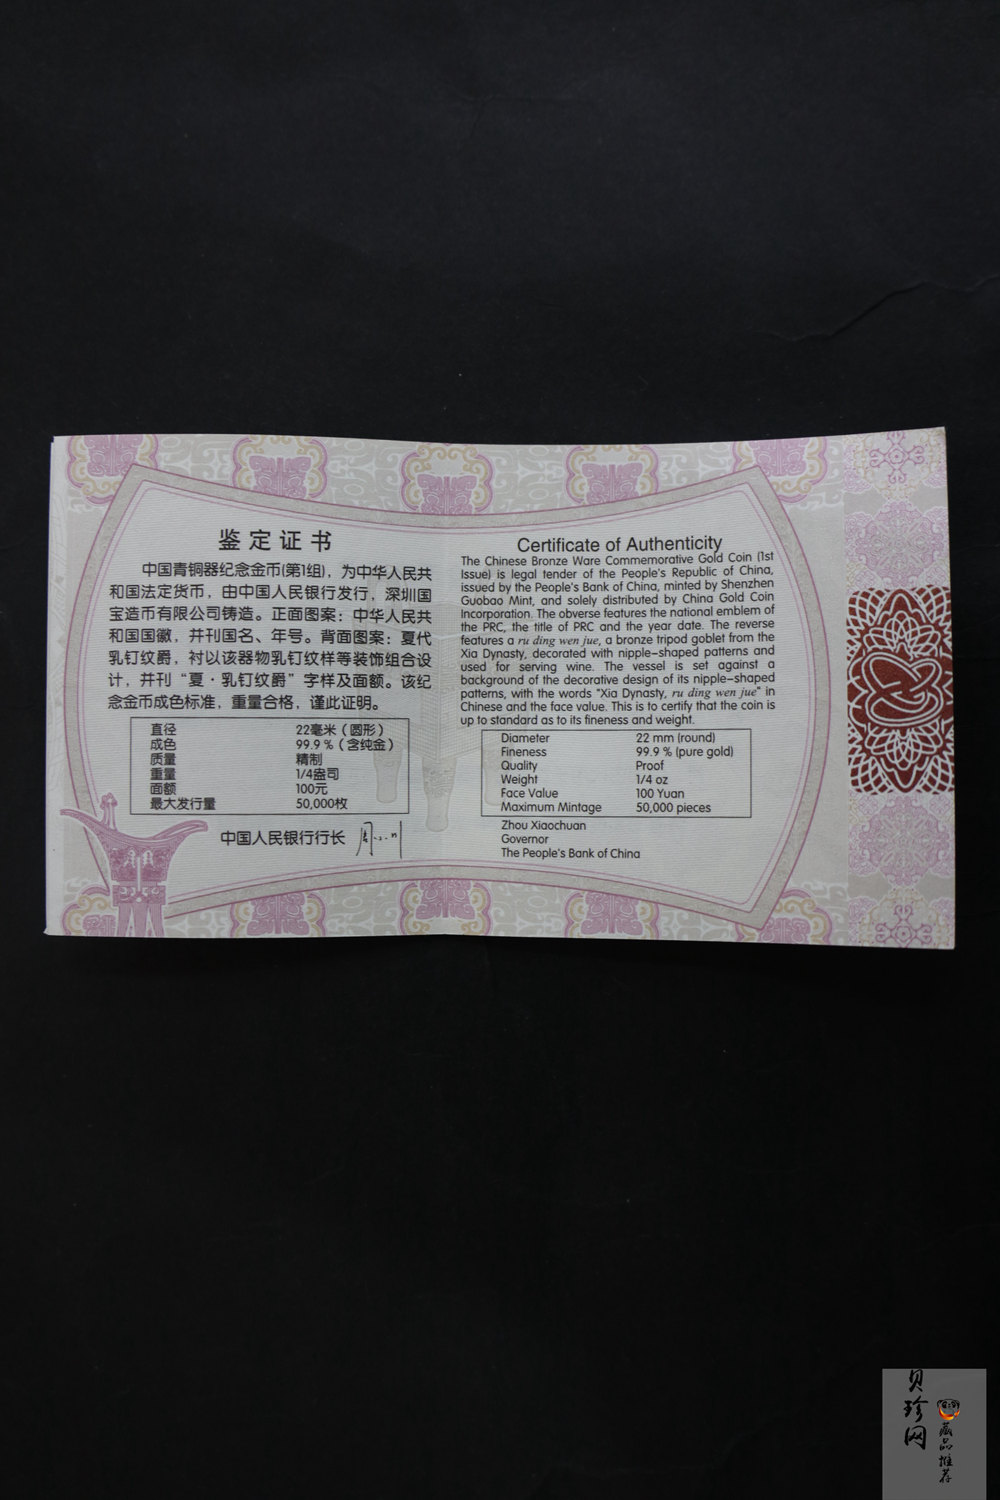 鉴定证书
中国青铜器纪念金币(第1组)，为中华人民共
和国法定货币，由中国人民银行发行，深圳国
宝造币有限公司铸造。正面图案：中华人民共
和国国徽，并刊国名、年号。背面图案：夏代
乳钉纹爵，衬以该器物乳钉纹样等装饰组合设
计，并刊“夏·乳钉纹爵”字样及面额。该纪
念金币成色标准，重量合格，谨此证明。
直径 22毫米（圆形）
成色 99.9％（含纯金）
质量 精制
重量 1/4盎司
面额 100元
最大发行量 50,000枚
中国人民银行行长
Certificate of Authenticity
The Chinese Bronze Ware Commemorative Gold Coin (1st
Issue) is legal tender of the People's Republic of China,
issued by the People's Bank of China, minted by Shenzhen
Guobao Mint, and solely distributed by China Gold Coin
Incorporation. The obverse features the national emblem of
the PRC, the title of PRC and the year date. The reverse
features a ru ding wen jue, a bronze tripod goblet from the
Xia Dynasty, decorated with nipple-shaped patterns and
used for serving wine. The vessel is set against a
background of the decorative design of its nipple-shaped
patterns, with the words "Xia Dynasty, ru ding wen jue" in
Chinese and the face value. This is to certify that the coin is
up to standard as to its fineness and weight.
Diameter 22 mm (round)
Fineness 99.9 % (pure gold)
Quality Proof
Weight 1/4 oz
Face Value 100 Yuan
Maximum Mintage 50,000 pieces
Zhou Xiaochuan
Governor
The People's Bank of China
贝珍网
藏品推荐